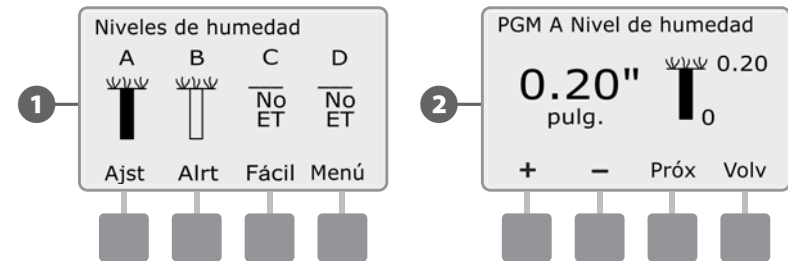 1
Niveles de humedad
A B C D
No ET No ET
Ajst Alrt Fácil Menú
2
PGM A Nivel de humedad
0.20"
pulg.
0.20
0
+ − Próx Volv